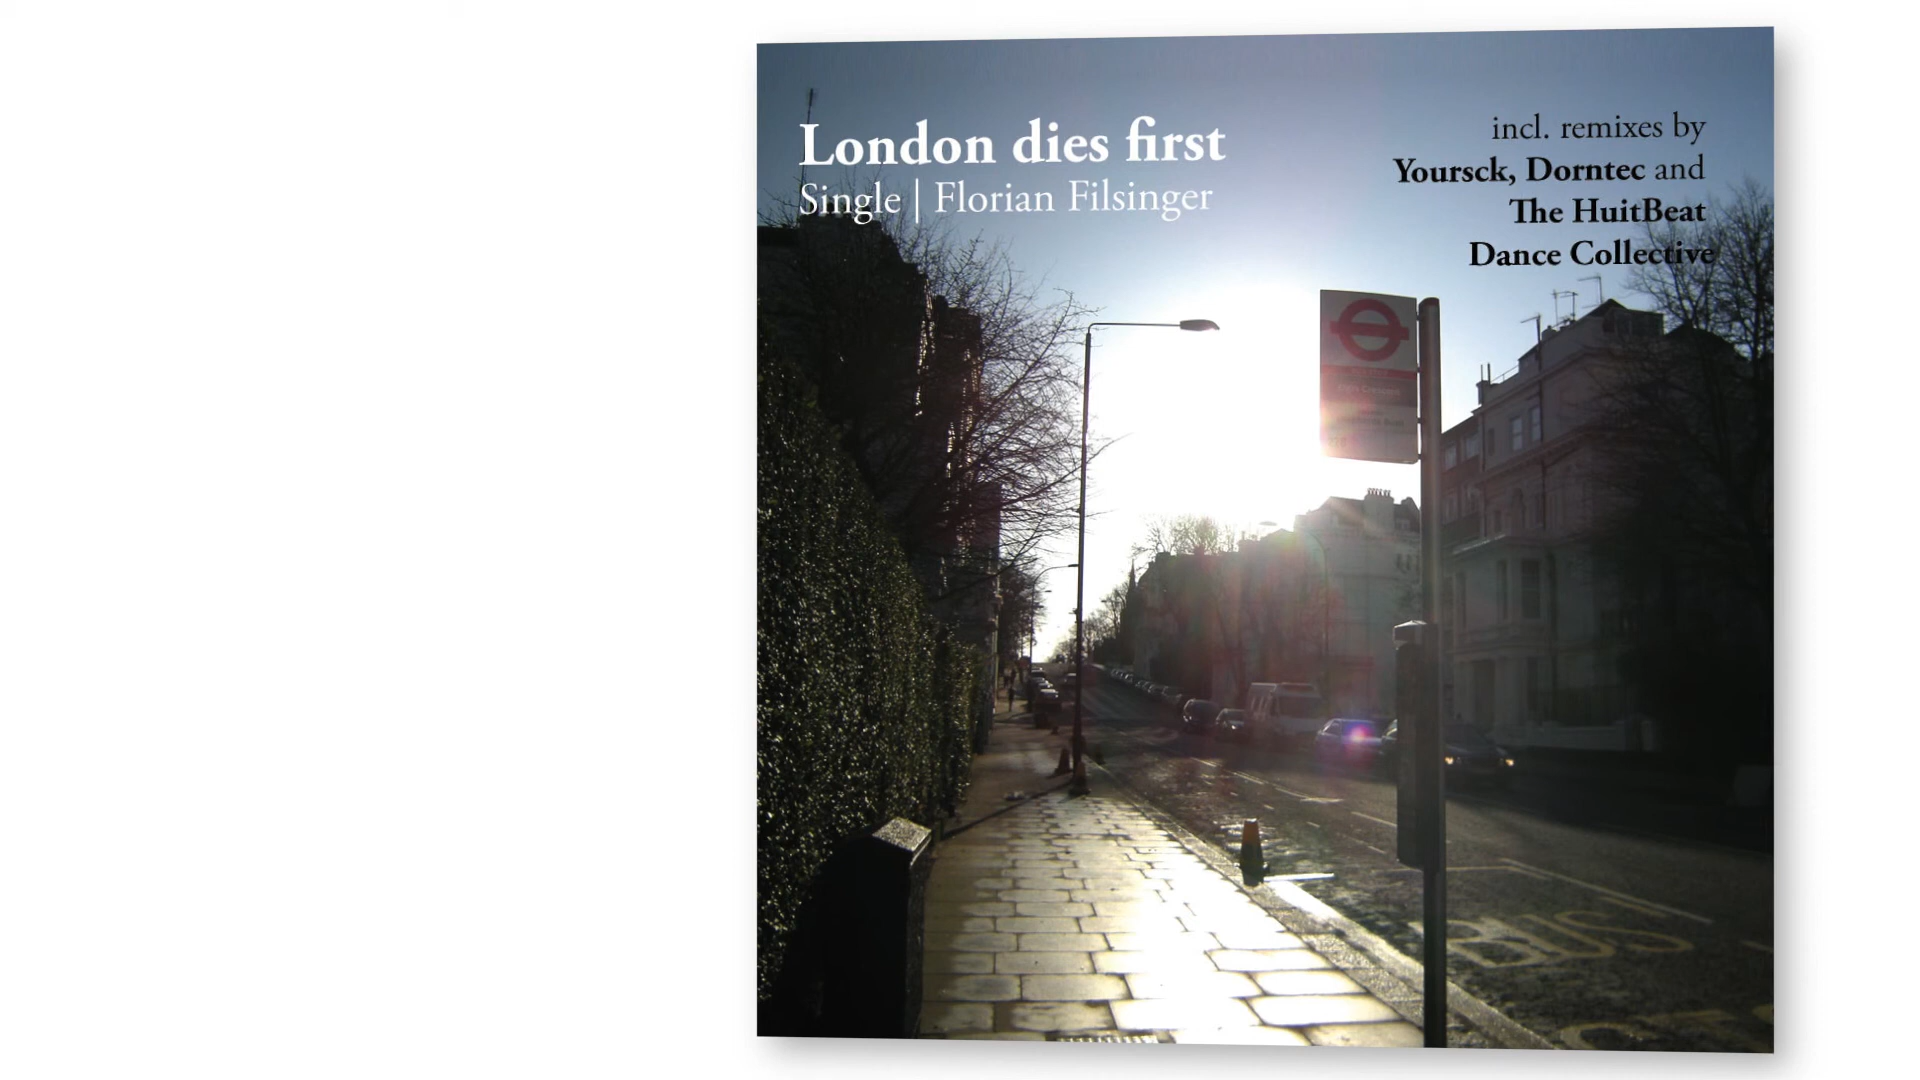 London dies first
Single | Florian Filsinger
incl. remixes by
Yoursck, Dorntec and
The HuitBeat
Dance Collective
BUS